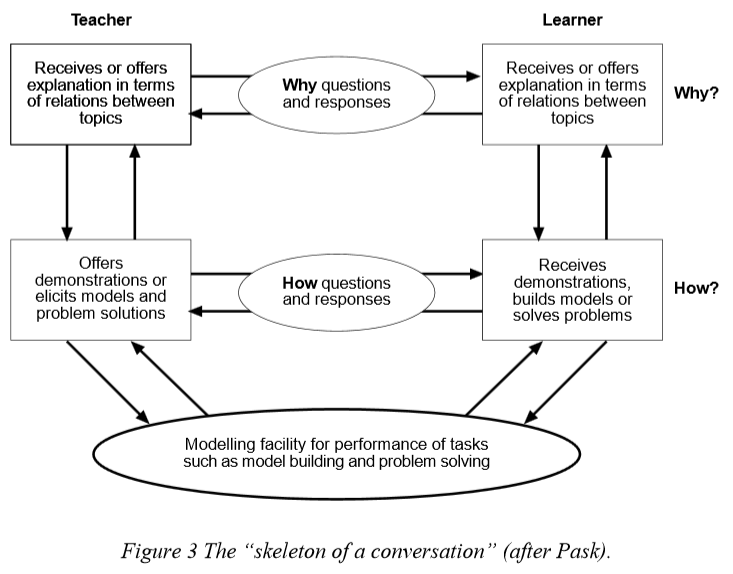 Teacher
Learner
Receives or offers
explanation in terms
of relations between
topics
Why questions
and responses
Receives or offers
explanation in terms
of relations between
topics
Why?
Offers
demonstrations or
elicits models and
problem solutions
How questions
and responses
Receives
demonstrations,
builds models or
solves problems
How?
Modelling facility for performance of tasks
such as model building and problem solving
Figure 3 The “skeleton of a conversation” (after Pask).